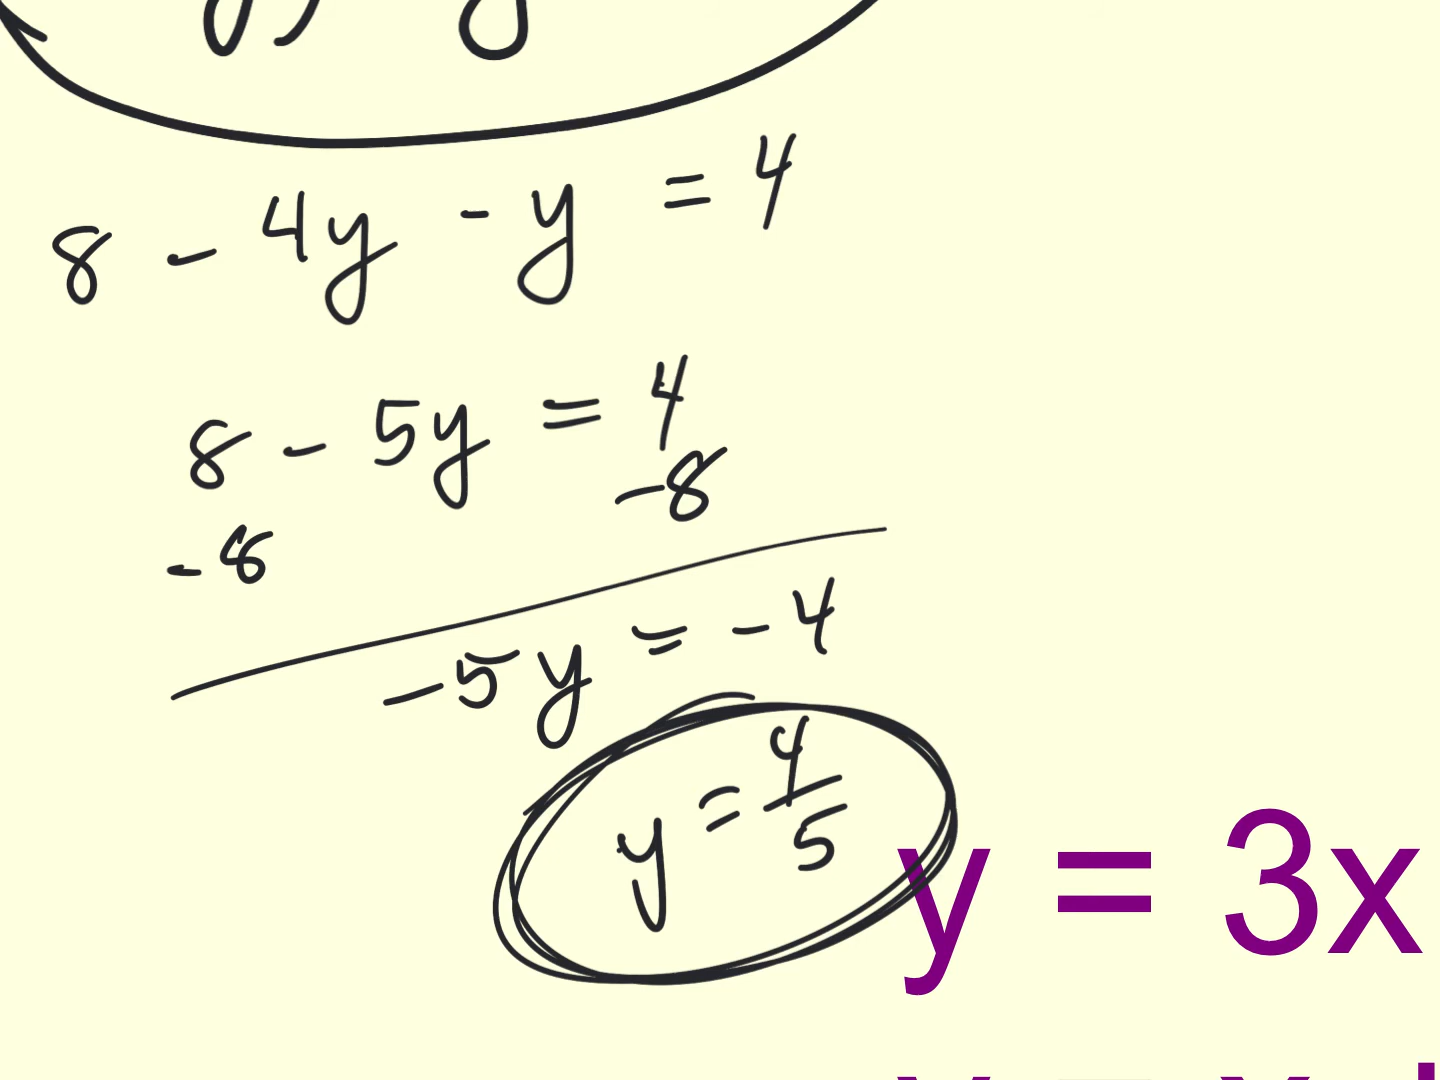 8 - 4y - y = 4
8 - 5y = 4
-8 -8
-5y = -4
y = 4/5
y = 3x